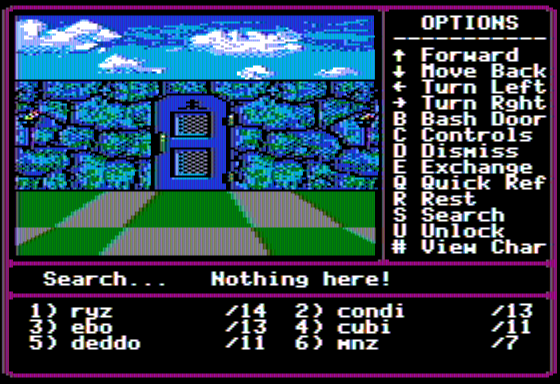 OPTIONS
------------
↑ Forward
↓ Move Back
← Turn Left
→ Turn Rght
B Bash Door
C Controls
D Dismiss
E Exchange
Q Quick Ref
R Rest
S Search
U Unlock
# View Char
Search... Nothing here!
1) ryz /14 2) condi /13
3) ebo /13 4) cubi /11
5) deddo /11 6) mnz /7